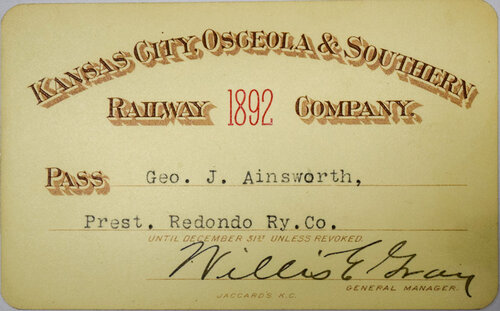 KANSAS CITY, OSCEOLA & SOUTHERN
RAILWAY 1892 COMPANY.
PASS Geo. J. Ainsworth,
Prest. Redondo Ry.Co.
UNTIL DECEMBER 31ST UNLESS REVOKED.
Willis E Gray
GENERAL MANAGER.
JACCARD'S K.C.